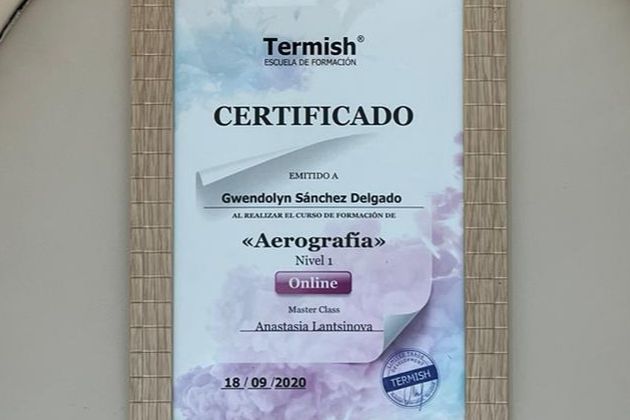 Termish®
ESCUELA DE FORMACIÓN
CERTIFICADO
EMITIDO A
Gwendolyn Sánchez Delgado
AL REALIZAR EL CURSO DE FORMACIÓN DE
«Aerografía»
Nivel 1
Online
Master Class
Anastasia Lantsinova
18 / 09 /2020
TERMISH